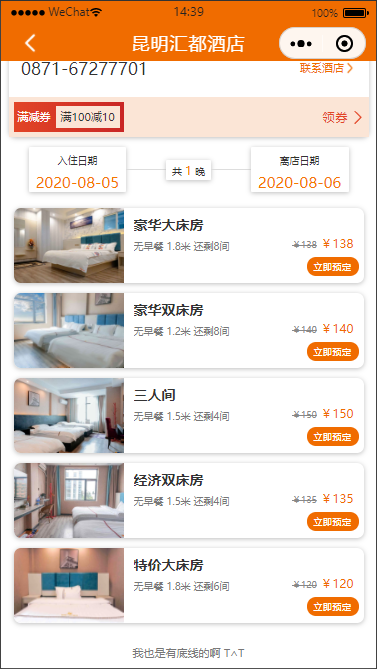 WeChat 14:39 100%
昆明汇都酒店
0871-67277701 联系酒店
满减券 满100减10 领券
入住日期 离店日期
2020-08-05 共 1 晚 2020-08-06
豪华大床房
无早餐 1.8米 还剩8间 ￥138 ￥138
立即预定
豪华双床房
无早餐 1.2米 还剩8间 ￥140 ￥140
立即预定
三人间
无早餐 1.5米 还剩4间 ￥150 ￥150
立即预定
经济双床房
无早餐 1.5米 还剩4间 ￥135 ￥135
立即预定
特价大床房
无早餐 1.8米 还剩6间 ￥120 ￥120
立即预定
我也是有底线的啊 T∧T